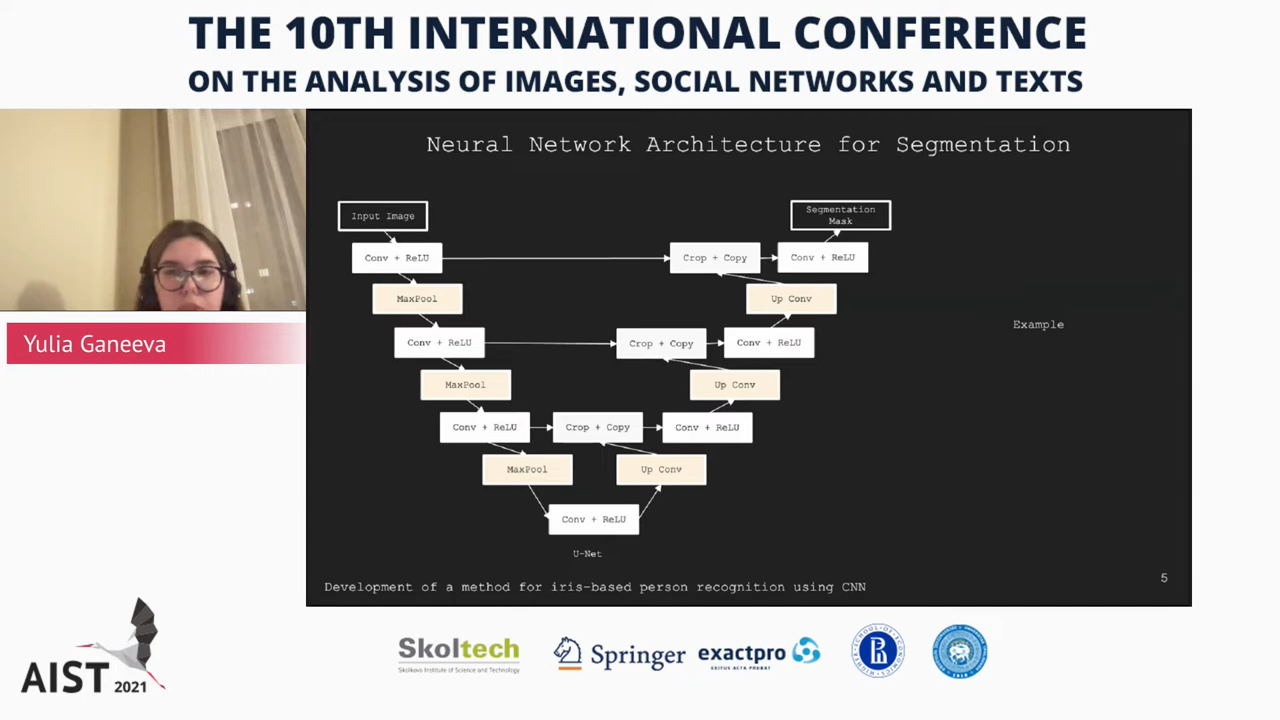 THE 10TH INTERNATIONAL CONFERENCE
ON THE ANALYSIS OF IMAGES, SOCIAL NETWORKS AND TEXTS
Yulia Ganeeva
Neural Network Architecture for Segmentation
Input Image
Segmentation
Mask
Conv + ReLU
Crop + Copy
Conv + ReLU
MaxPool
Up Conv
Example
Conv + ReLU
Crop + Copy
Conv + ReLU
MaxPool
Up Conv
Conv + ReLU
Crop + Copy
Conv + ReLU
MaxPool
Up Conv
Conv + ReLU
U-Net
Development of a method for iris-based person recognition using CNN
5
AIST 2021
Skoltech
Skolkovo Institute of Science and Technology
Springer
exactpro
EXITUS ACTA PROBAT